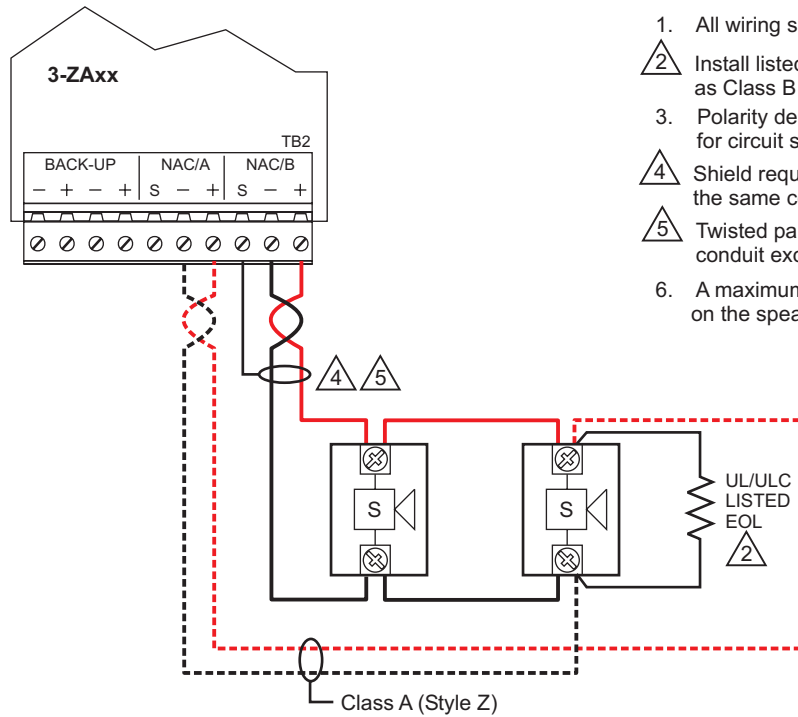 3-ZAxx
TB2
BACK-UP NAC/A NAC/B
− + − + S − + S − +
1. All wiring s
2 Install listed
as Class B
3. Polarity de
for circuit s
4 Shield requ
the same c
5 Twisted pa
conduit exc
6. A maximum
on the spea
4 5
S S
UL/ULC
LISTED
EOL
2
Class A (Style Z)